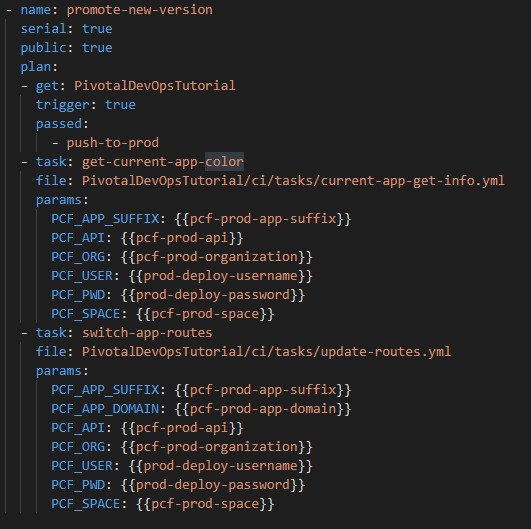 - name: promote-new-version
  serial: true
  public: true
  plan:
  - get: PivotalDevOpsTutorial
    trigger: true
    passed:
      - push-to-prod
  - task: get-current-app-color
    file: PivotalDevOpsTutorial/ci/tasks/current-app-get-info.yml
    params:
      PCF_APP_SUFFIX: {{pcf-prod-app-suffix}}
      PCF_API: {{pcf-prod-api}}
      PCF_ORG: {{pcf-prod-organization}}
      PCF_USER: {{prod-deploy-username}}
      PCF_PWD: {{prod-deploy-password}}
      PCF_SPACE: {{pcf-prod-space}}
  - task: switch-app-routes
    file: PivotalDevOpsTutorial/ci/tasks/update-routes.yml
    params:
      PCF_APP_SUFFIX: {{pcf-prod-app-suffix}}
      PCF_APP_DOMAIN: {{pcf-prod-app-domain}}
      PCF_API: {{pcf-prod-api}}
      PCF_ORG: {{pcf-prod-organization}}
      PCF_USER: {{prod-deploy-username}}
      PCF_PWD: {{prod-deploy-password}}
      PCF_SPACE: {{pcf-prod-space}}